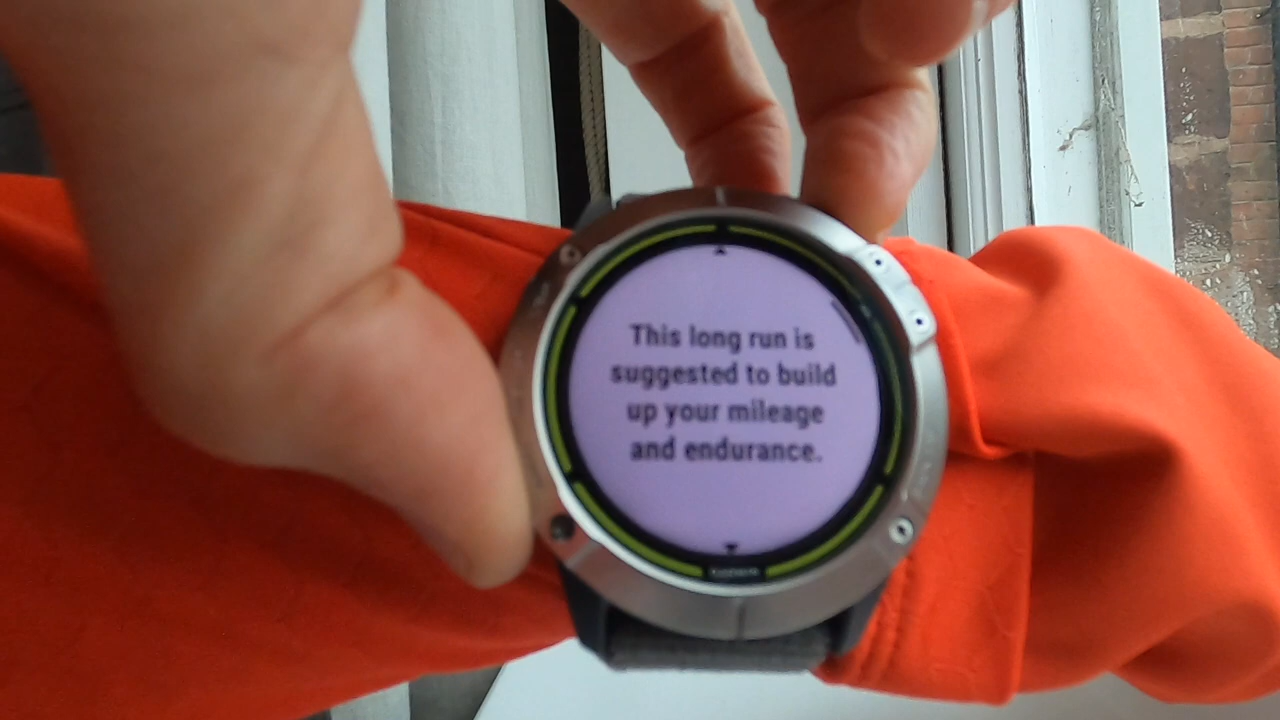 This long run is
suggested to build
up your mileage
and endurance.